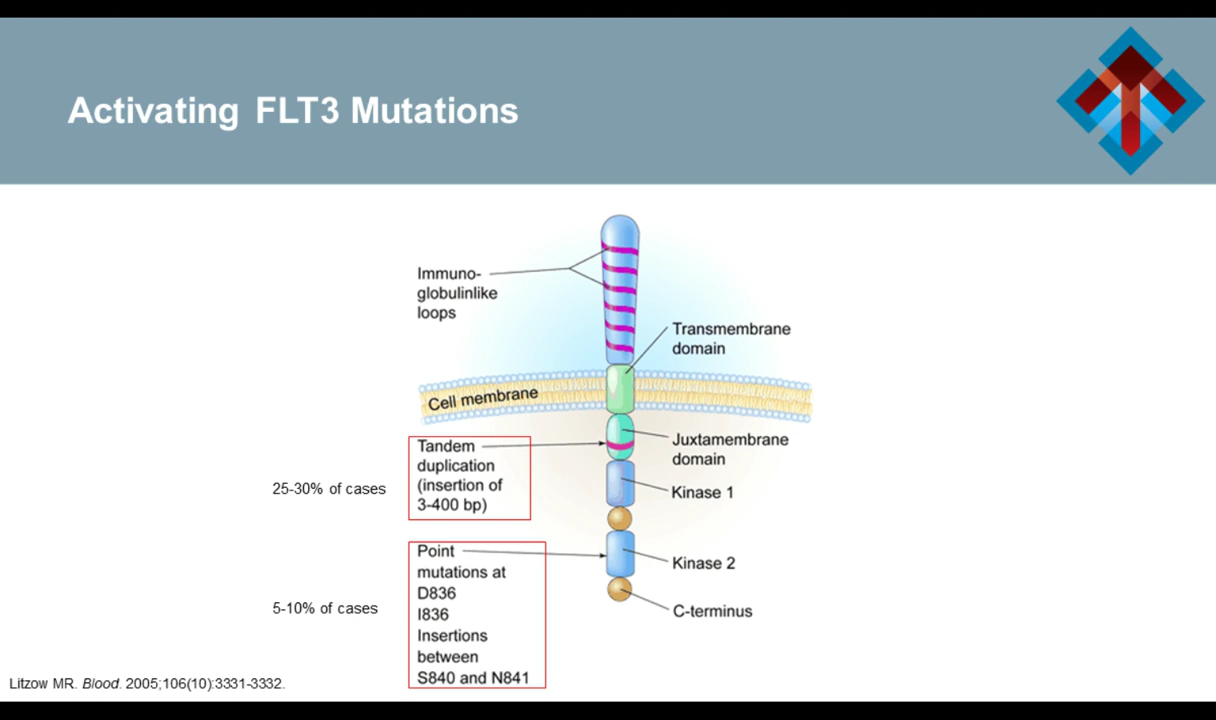 Activating FLT3 Mutations
Immuno-
globulinlike
loops
Transmembrane
domain
Cell membrane
Tandem
duplication
(insertion of
3-400 bp)
Juxtamembrane
domain
25-30% of cases
Kinase 1
Point
mutations at
D836
I836
Insertions
between
S840 and N841
Kinase 2
5-10% of cases
C-terminus
Litzow MR. Blood. 2005;106(10):3331-3332.